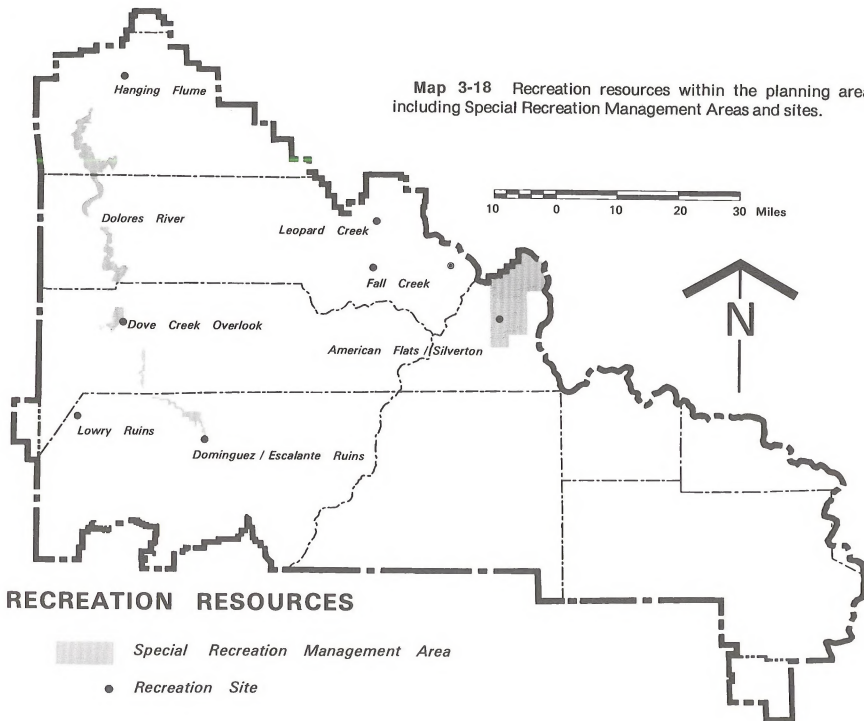 Map 3-18 Recreation resources within the planning area
including Special Recreation Management Areas and sites.
Hanging Flume
10 0 10 20 30 Miles
Dolores River
Leopard Creek
Fall Creek
N
Dove Creek Overlook
American Flats / Silverton
Lowry Ruins
Dominguez / Escalante Ruins
RECREATION RESOURCES
Special Recreation Management Area
Recreation Site